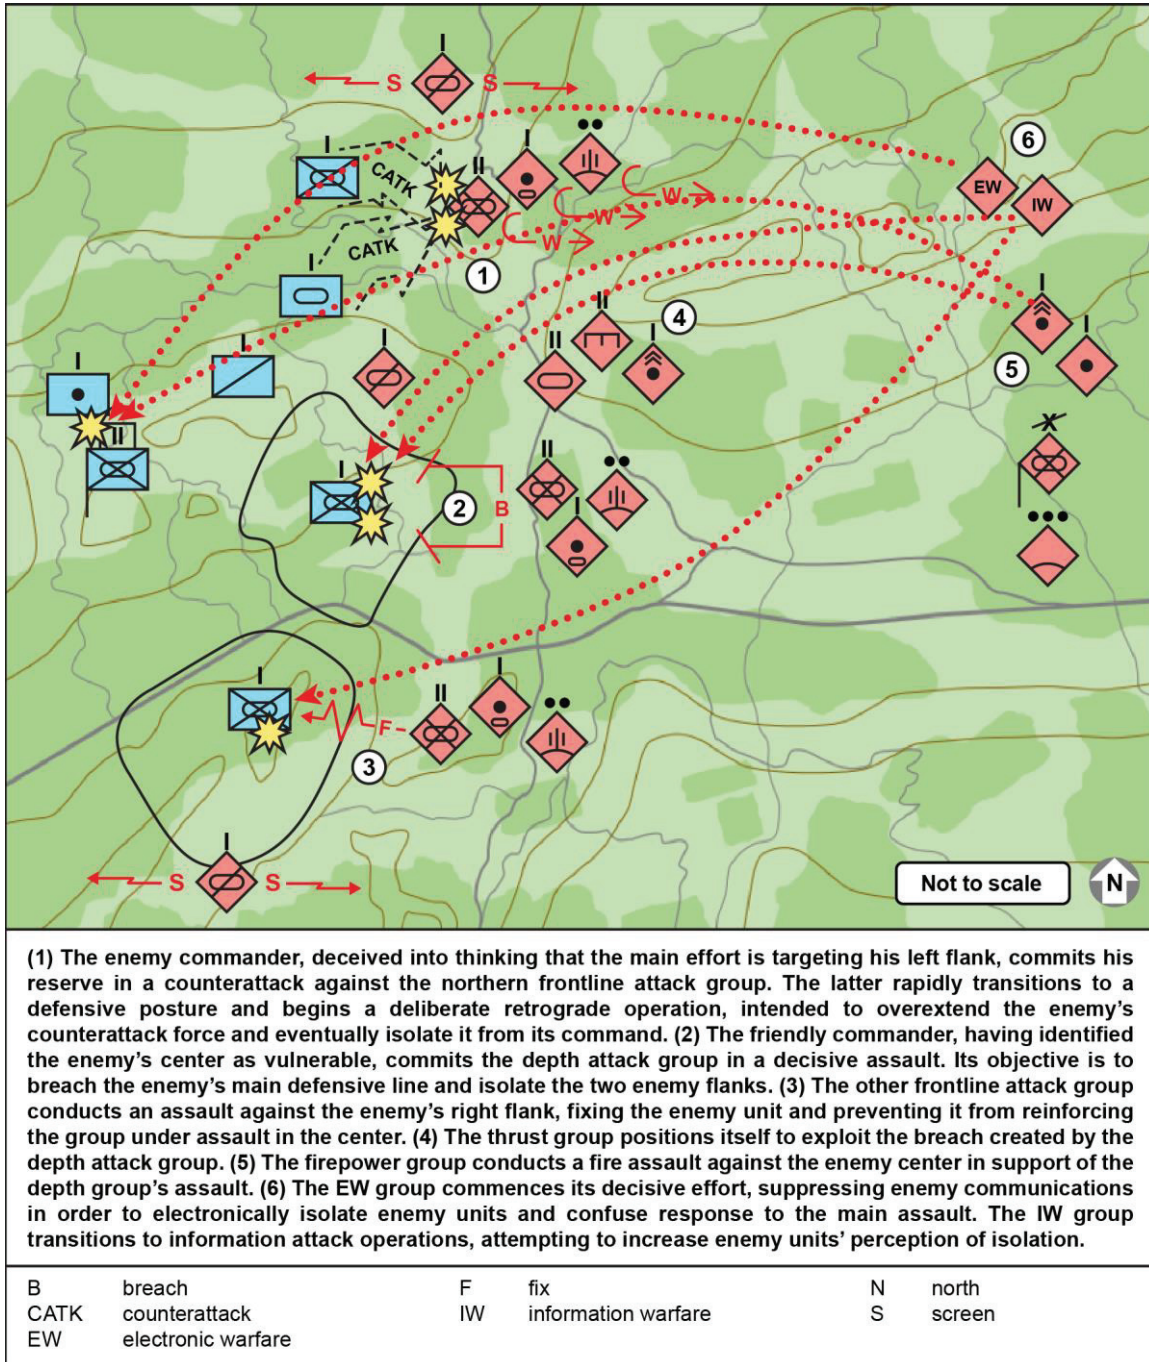 I
S
S
6
I
CATK
II
I
EW
IW
W
W
W
I
CATK
1
I
II
4
I
I
5
I
II
I
I
I
II
X
I
2
B
II
I
I
F
II
I
3
I
S
S
Not to scale
N
(1) The enemy commander, deceived into thinking that the main effort is targeting his left flank, commits his
reserve in a counterattack against the northern frontline attack group. The latter rapidly transitions to a
defensive posture and begins a deliberate retrograde operation, intended to overextend the enemy's
counterattack force and eventually isolate it from its command. (2) The friendly commander, having identified
the enemy's center as vulnerable, commits the depth attack group in a decisive assault. Its objective is to
breach the enemy's main defensive line and isolate the two enemy flanks. (3) The other frontline attack group
conducts an assault against the enemy's right flank, fixing the enemy unit and preventing it from reinforcing
the group under assault in the center. (4) The thrust group positions itself to exploit the breach created by the
depth attack group. (5) The firepower group conducts a fire assault against the enemy center in support of the
depth group's assault. (6) The EW group commences its decisive effort, suppressing enemy communications
in order to electronically isolate enemy units and confuse response to the main assault. The IW group
transitions to information attack operations, attempting to increase enemy units' perception of isolation.
B breach F fix N north
CATK counterattack IW information warfare S screen
EW electronic warfare